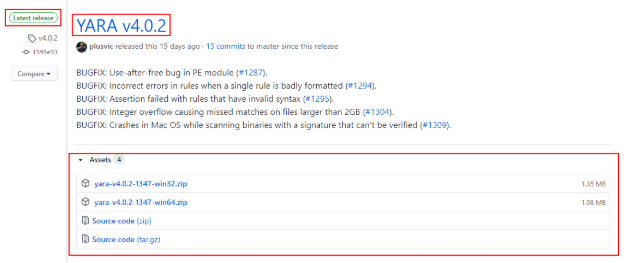 Latest release
v4.0.2
1595e53
Compare
YARA v4.0.2
plusvic released this 19 days ago · 13 commits to master since this release
BUGFIX: Use-after-free bug in PE module (#1287).
BUGFIX: Incorrect errors in rules when a single rule is badly formatted (#1294).
BUGFIX: Assertion failed with rules that have invalid syntax (#1295).
BUGFIX: Integer overflow causing missed matches on files larger than 2GB (#1304).
BUGFIX: Crashes in Mac OS while scanning binaries with a signature that can't be verified (#1309).
Assets 4
yara-v4.0.2-1347-win32.zip 1.35 MB
yara-v4.0.2-1347-win64.zip 1.98 MB
Source code (zip)
Source code (tar.gz)